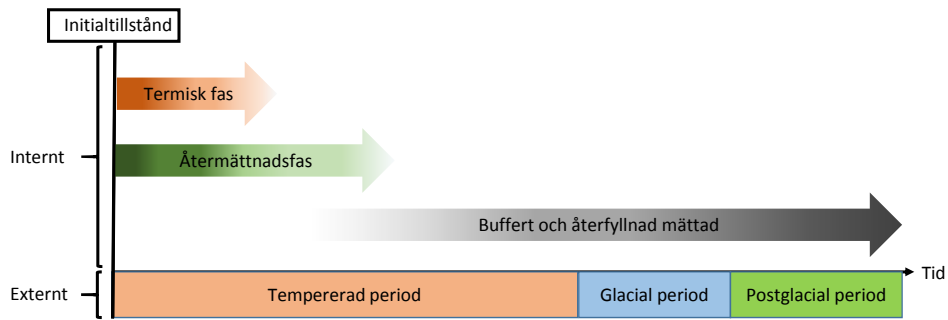 Initialtillstånd
Termisk fas
Internt
Återmättnadsfas
Buffert och återfyllnad mättad
Tid
Externt
Tempererad period
Glacial period
Postglacial period